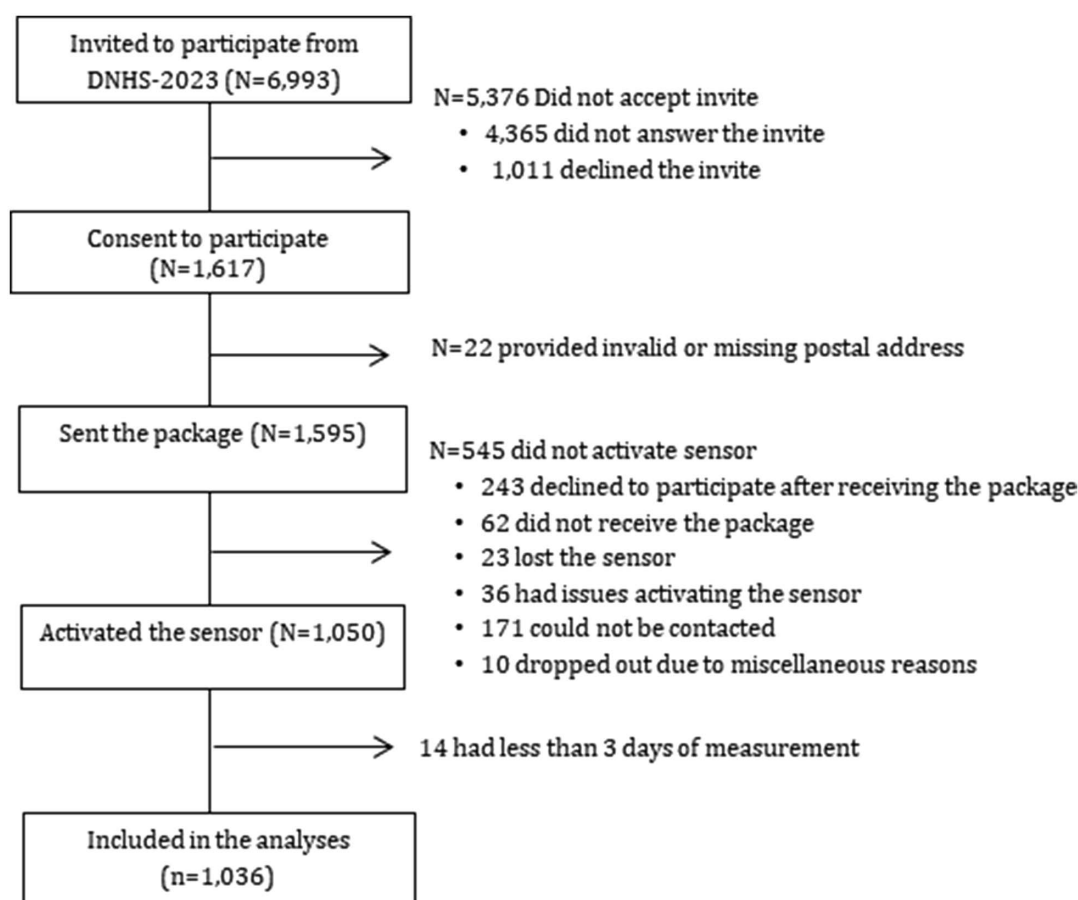 Invited to participate from
DNHS-2023 (N=6,993)
N=5,376 Did not accept invite
• 4,365 did not answer the invite
• 1,011 declined the invite
Consent to participate
(N=1,617)
N=22 provided invalid or missing postal address
Sent the package (N=1,595)
N=545 did not activate sensor
• 243 declined to participate after receiving the package
• 62 did not receive the package
• 23 lost the sensor
• 36 had issues activating the sensor
• 171 could not be contacted
• 10 dropped out due to miscellaneous reasons
Activated the sensor (N=1,050)
14 had less than 3 days of measurement
Included in the analyses
(n=1,036)